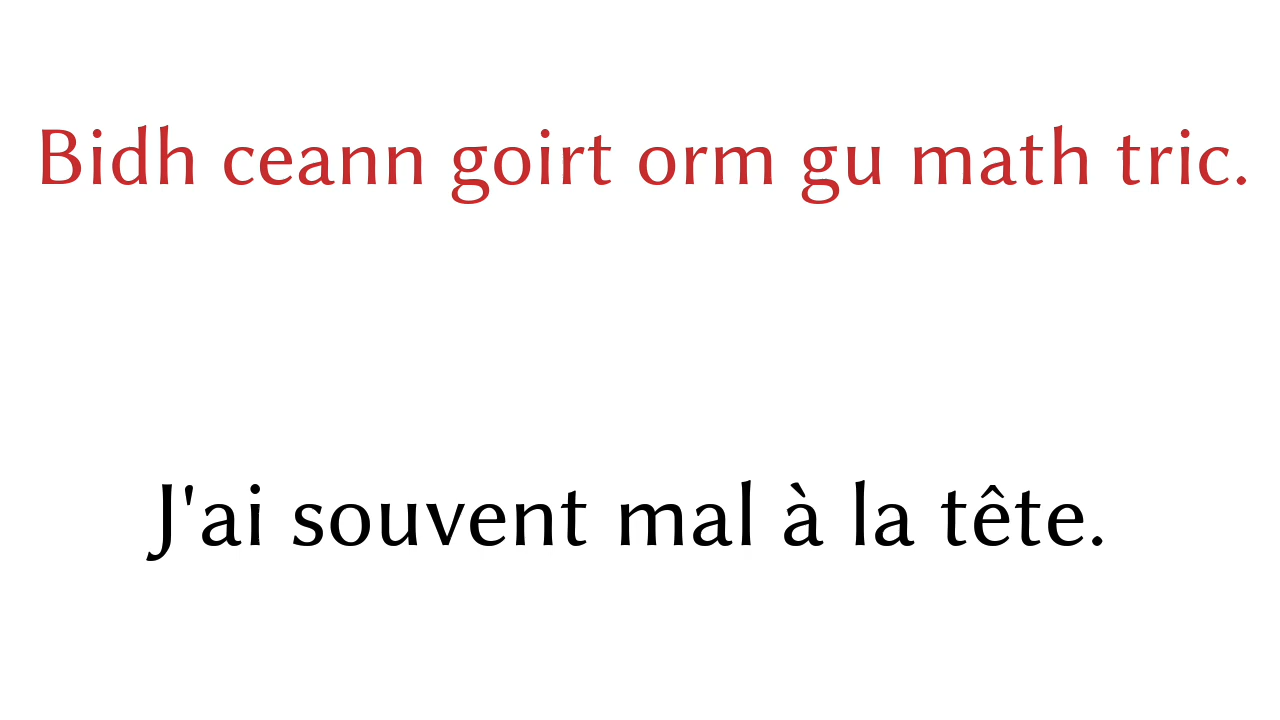 Bidh ceann goirt orm gu math tric.
J'ai souvent mal à la tête.